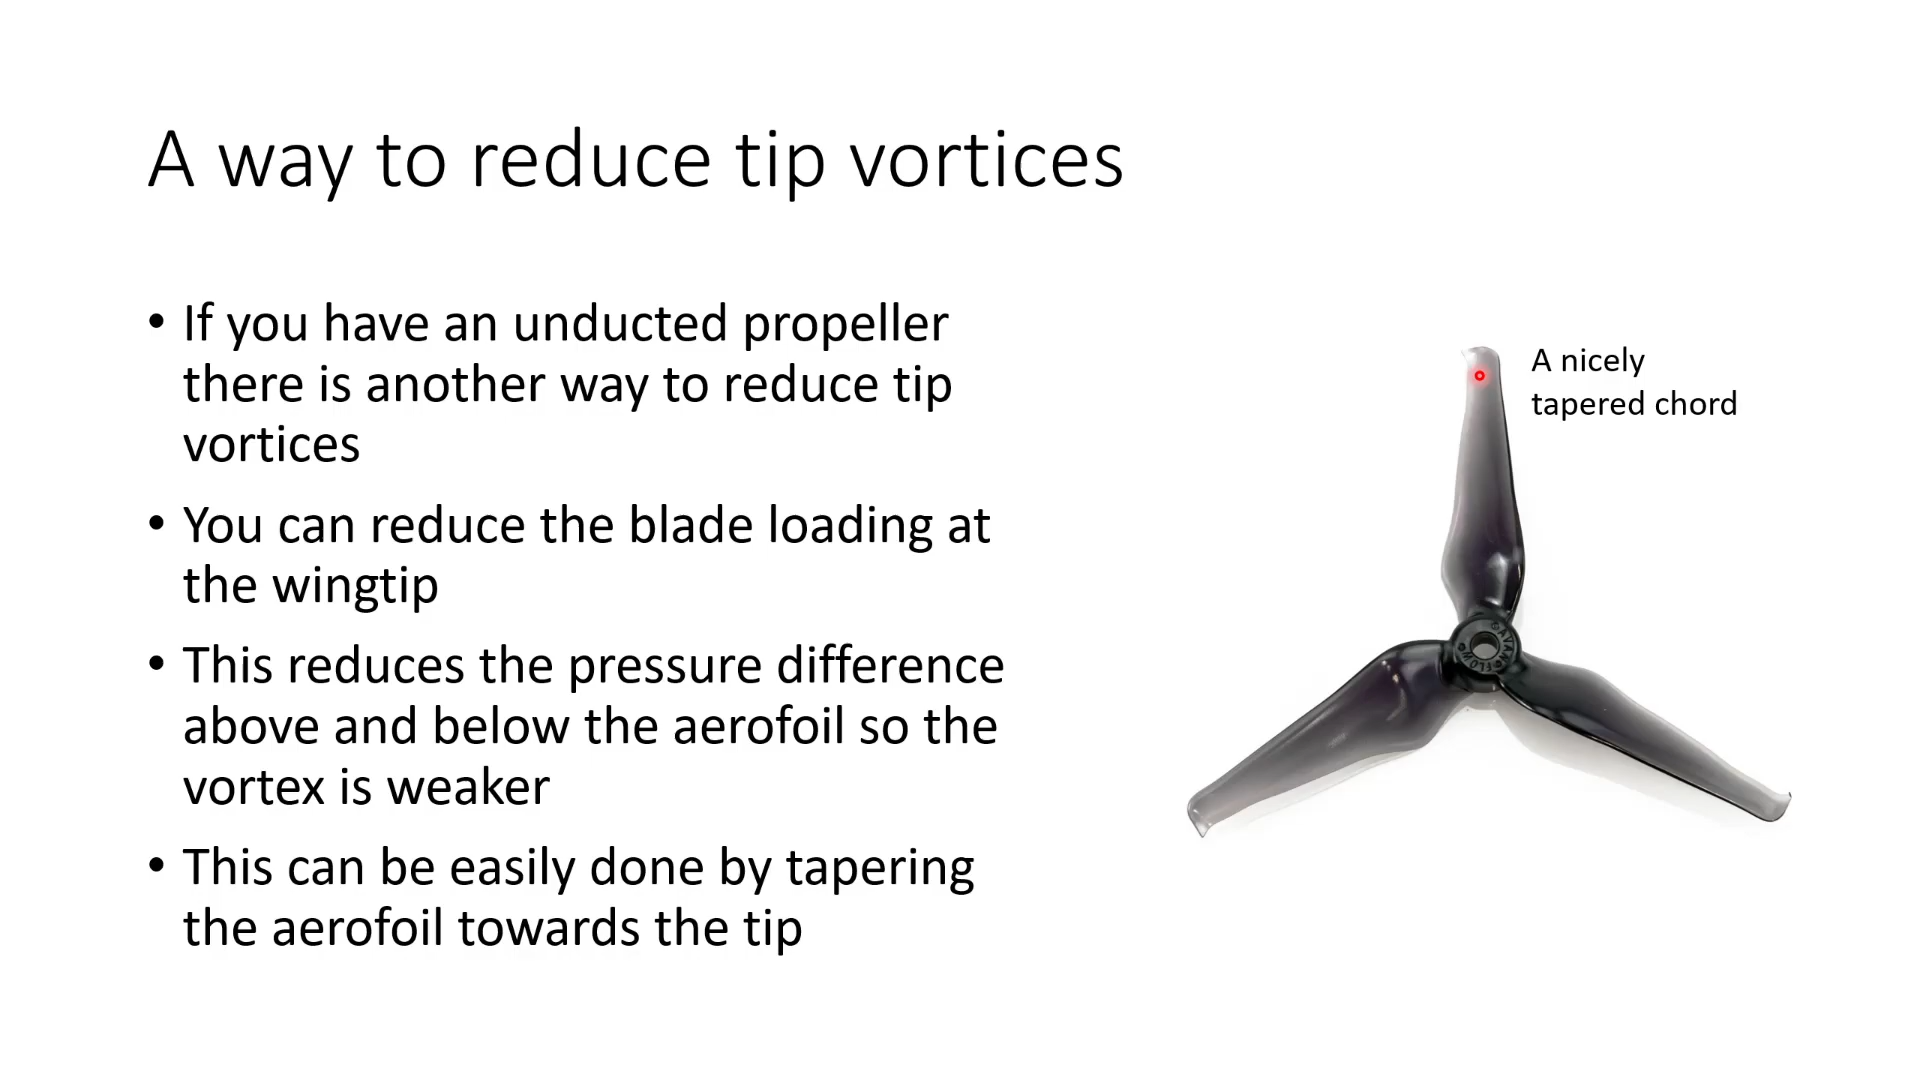 A way to reduce tip vortices
• If you have an unducted propeller
there is another way to reduce tip
vortices
• You can reduce the blade loading at
the wingtip
• This reduces the pressure difference
above and below the aerofoil so the
vortex is weaker
• This can be easily done by tapering
the aerofoil towards the tip
A nicely
tapered chord